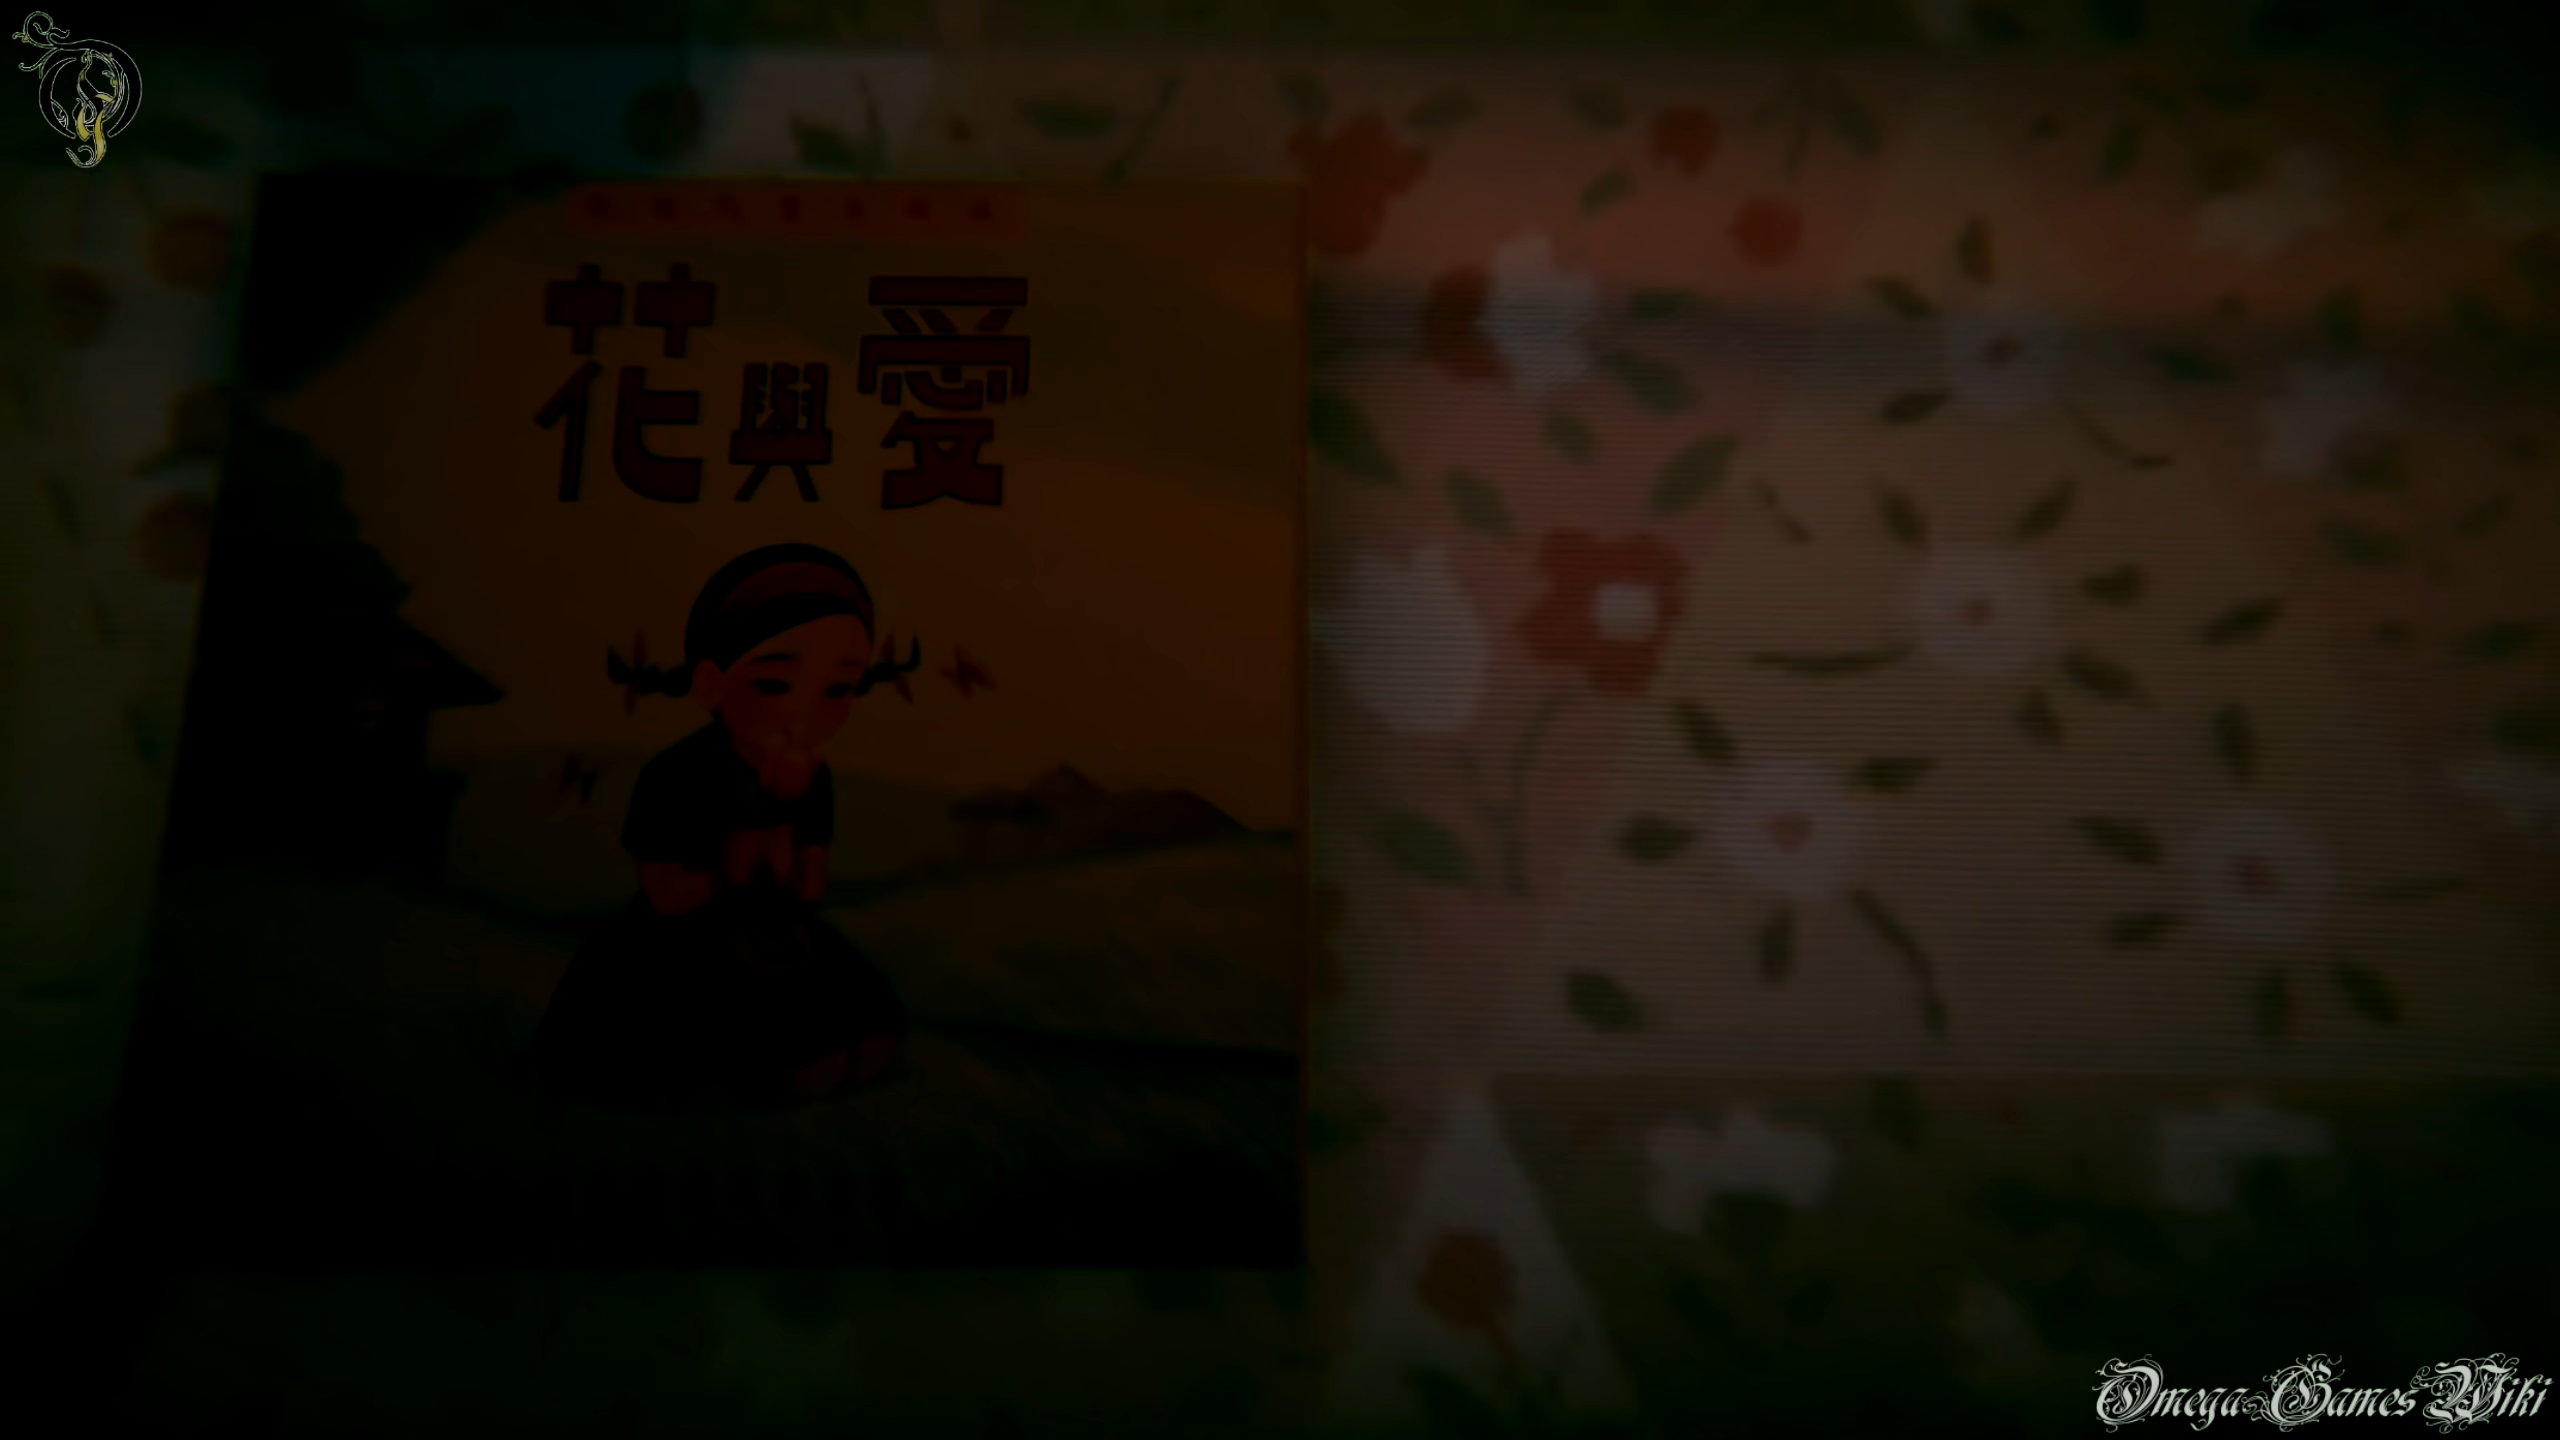 花與愛
Omega Games Wiki